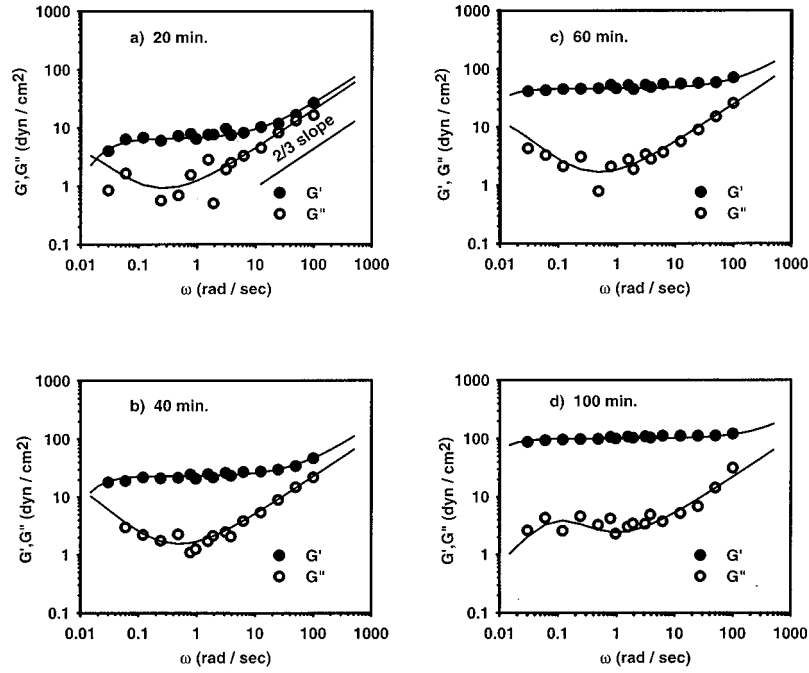 a) 20 min.
G',G" (dyn / cm2)
1000
100
10
1
0.1
2/3 slope
G'
G"
0.01
0.1
1
10
100
1000
ω (rad / sec)
c) 60 min.
G', G" (dyn / cm2)
1000
100
10
1
0.1
G'
G"
0.01
0.1
1
10
100
1000
ω (rad / sec)
b) 40 min.
G',G" (dyn / cm2)
1000
100
10
1
0.1
G'
G"
0.01
0.1
1
10
100
1000
ω (rad / sec)
d) 100 min.
G',G" (dyn / cm2)
1000
100
10
1
0.1
G'
G"
0.01
0.1
1
10
100
1000
ω (rad / sec)